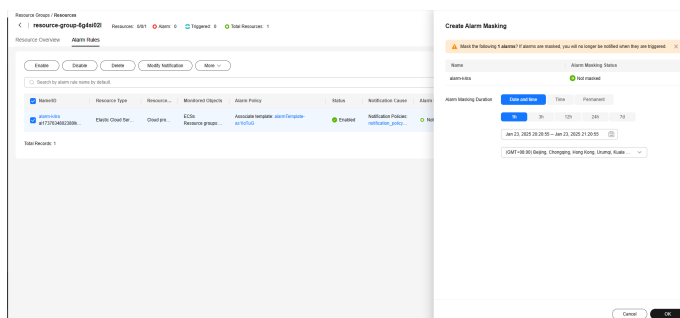 Resource Groups / Resources
< | resource-group-6g4si02l Resources: 0/0/1 Alarm: 0 Triggered: 0 Total Resources: 1
Resource Overview Alarm Rules
Enable Disable Delete Modify Notification More
Search by alarm rule name by default.
Name/ID Resource Type Resource... Monitored Objects Alarm Policy Status Notification Cause Alarm
alarm-kms Elastic Cloud Ser... Cloud pro... ECSs Associate template: alarmTemplate- Enabled Notification Policies Not
Resource groups: notification_policy...
Total Records: 1
Create Alarm Masking
Mask the following 1 alarms? If alarms are masked, you will no longer be notified when they are triggered.
Name Alarm Masking Status
alarm-kms Not masked
Alarm Masking Duration Date and time Time Permanent
1h 3h 12h 24h 7d
Jan 23, 2025 20:20:55 — Jan 23, 2025 21:20:55
(GMT+08:00) Beijing, Chongqing, Hong Kong, Urumqi, Kuala ...
Cancel OK